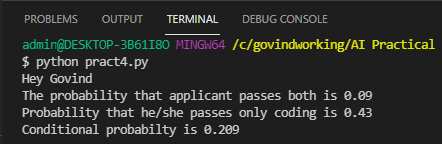 PROBLEMS OUTPUT TERMINAL DEBUG CONSOLE
admin@DESKTOP-3B61I8O MINGW64 /c/govindworking/AI Practical
$ python pract4.py
Hey Govind
The probability that applicant passes both is 0.09
Probability that he/she passes only coding is 0.43
Conditional probabilty is 0.209